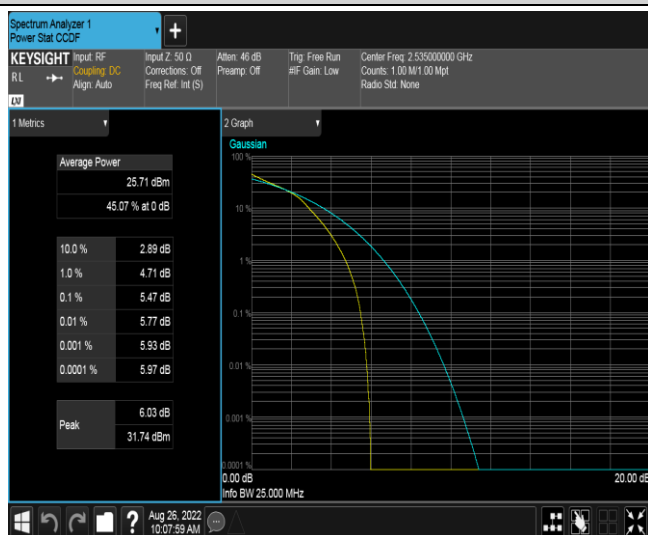 Spectrum Analyzer 1
Power Stat CCDF
+
KEYSIGHT
RL
LXI
Input: RF
Coupling: DC
Align: Auto
Input Z: 50 Ω
Corrections: Off
Freq Ref: Int (S)
Atten: 46 dB
Preamp: Off
Trig: Free Run
#IF Gain: Low
Center Freq: 2.535000000 GHz
Counts: 1.00 M/1.00 Mpt
Radio Std: None
1 Metrics
Average Power
25.71 dBm
45.07 % at 0 dB
10.0 % 2.89 dB
1.0 % 4.71 dB
0.1 % 5.47 dB
0.01 % 5.77 dB
0.001 % 5.93 dB
0.0001 % 5.97 dB
Peak
6.03 dB
31.74 dBm
2 Graph
Gaussian
100 %
10 %
1 %
0.1 %
0.01 %
0.001 %
0.0001 %
0.00 dB 20.00 dB
Info BW 25.000 MHz
?
Aug 26, 2022
10:07:59 AM